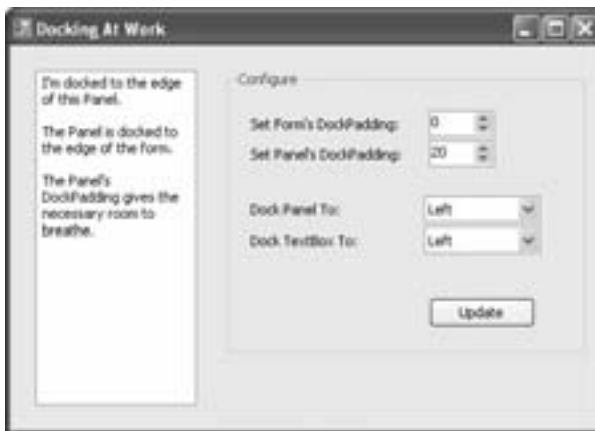 Docking At Work
I'm docked to the edge
of this Panel.
The Panel is docked to
the edge of the form.
The Panel's
DockPadding gives the
necessary room to
breathe.
Configure
Set Form's DockPadding: 0
Set Panel's DockPadding: 20
Dock Panel To: Left
Dock TextBox To: Left
Update